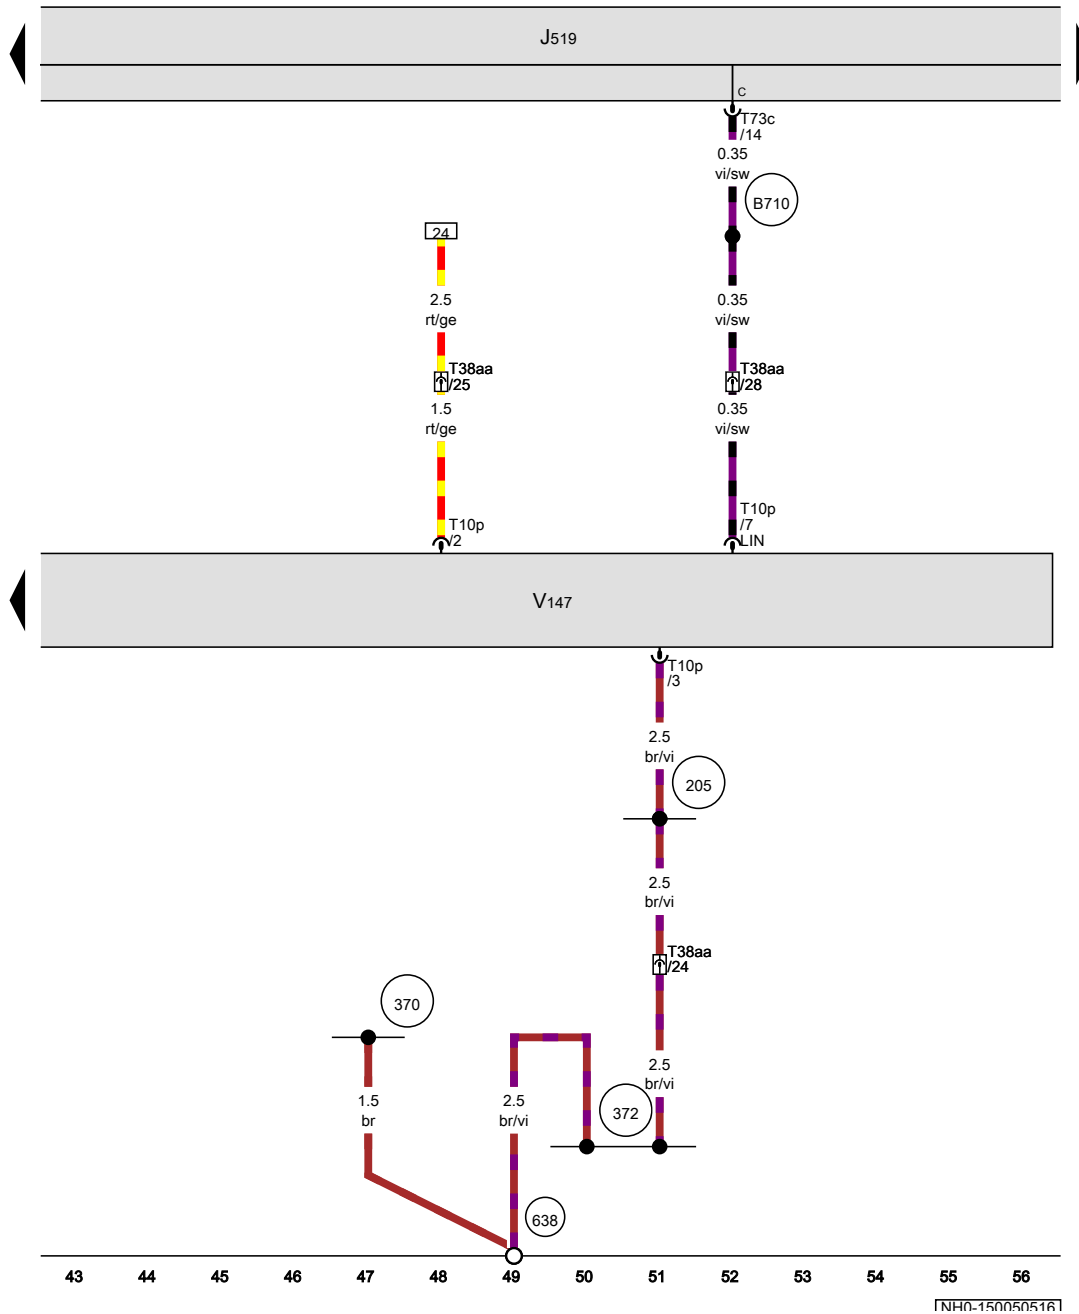 J519
c
T73c
/14
0.35
vi/sw
B710
24
2.5
rt/ge
0.35
vi/sw
T38aa
/25
T38aa
/28
1.5
rt/ge
0.35
vi/sw
T10p
/2
T10p
/7
LIN
V147
T10p
/3
2.5
br/vi
205
2.5
br/vi
T38aa
/24
370
2.5
br/vi
1.5
br
2.5
br/vi
372
638
43 44 45 46 47 48 49 50 51 52 53 54 55 56
NH0-150050516